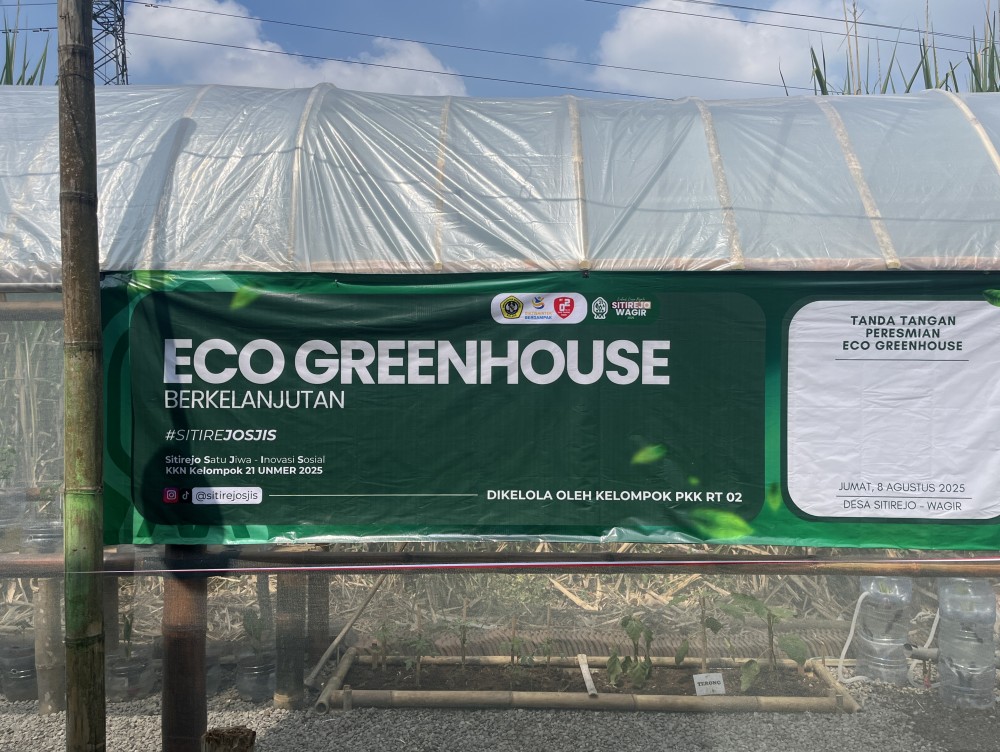 SITIREJO
WAGIR
ECO GREENHOUSE
BERKELANJUTAN
#SITIREJOSJIS
Sitirejo Satu Jiwa - Inovasi Sosial
KKN Kelompok 21 UNMER 2025
@sitirejosjis
DIKELOLA OLEH KELOMPOK PKK RT 02
TANDA TANGAN
PERESMIAN
ECO GREENHOUSE
JUMAT, 8 AGUSTUS 2025
DESA SITIREJO - WAGIR
TERONG